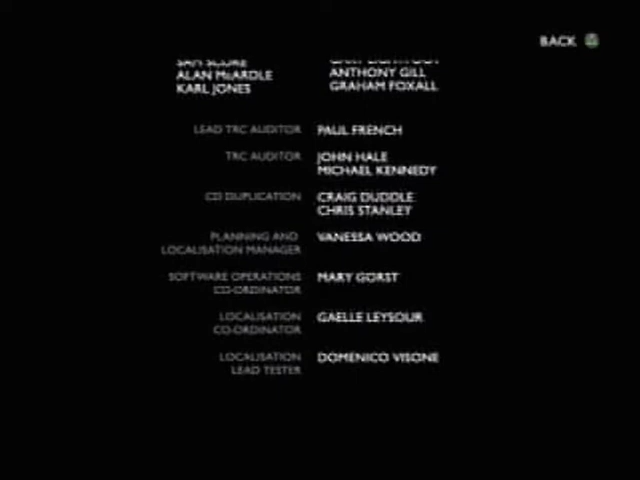 BACK
SAM SCORE
ALAN McARDLE ANTHONY GILL
KARL JONES GRAHAM FOXALL
LEAD TRC AUDITOR PAUL FRENCH
TRC AUDITOR JOHN HALE
MICHAEL KENNEDY
CD DUPLICATION CRAIG DUDDLE
CHRIS STANLEY
PLANNING AND VANESSA WOOD
LOCALISATION MANAGER
SOFTWARE OPERATIONS MARY GORST
CO-ORDINATOR
LOCALISATION GAELLE LEYSOUR
CO-ORDINATOR
LOCALISATION DOMENICO VISONE
LEAD TESTER